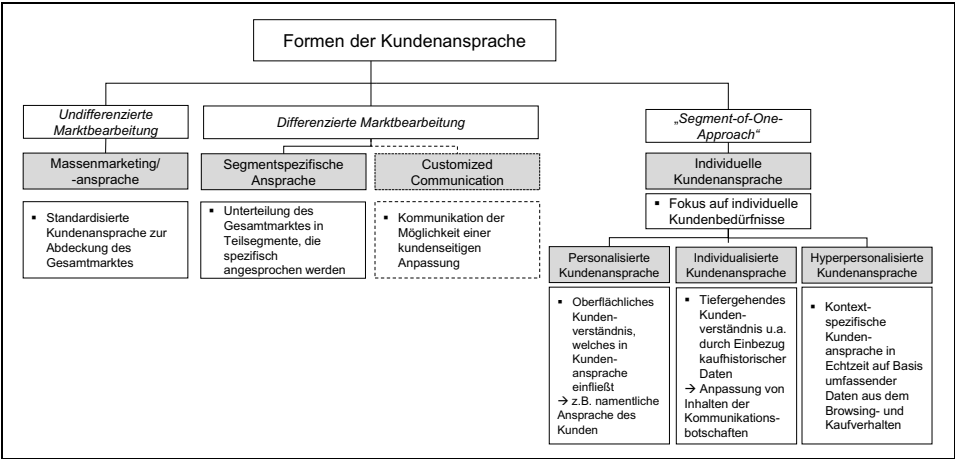 Formen der Kundenansprache
Undifferenzierte
Marktbearbeitung
Differenzierte Marktbearbeitung
„Segment-of-One-
Approach“
Massenmarketing/
-ansprache
Segmentspezifische
Ansprache
Customized
Communication
Individuelle
Kundenansprache
▪ Standardisierte
Kundenansprache zur
Abdeckung des
Gesamtmarktes
▪ Unterteilung des
Gesamtmarktes in
Teilsegmente, die
spezifisch
angesprochen werden
▪ Kommunikation der
Möglichkeit einer
kundenseitigen
Anpassung
▪ Fokus auf individuelle
Kundenbedürfnisse
Personalisierte
Kundenansprache
Individualisierte
Kundenansprache
Hyperpersonalisierte
Kundenansprache
▪ Oberflächliches
Kunden-
verständnis,
welches in
Kunden-
ansprache
einfließt
→ z.B. namentliche
Ansprache des
Kunden
▪ Tiefergehendes
Kunden-
verständnis u.a.
durch Einbezug
kaufhistorischer
Daten
→ Anpassung von
Inhalten der
Kommunikations-
botschaften
▪ Kontext-
spezifische
Kunden-
ansprache in
Echtzeit auf Basis
umfassender
Daten aus dem
Browsing- und
Kaufverhalten